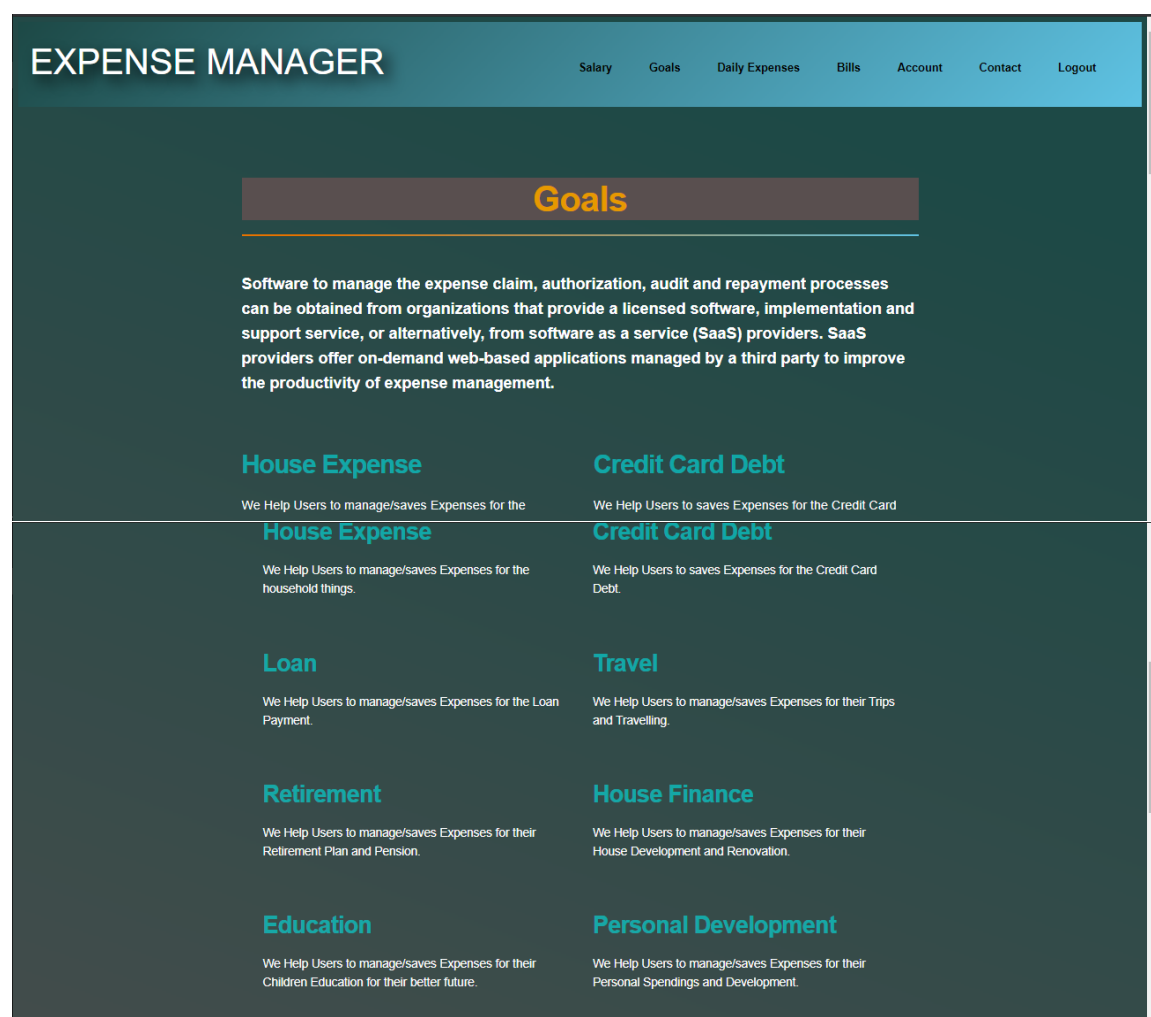 EXPENSE MANAGER
Salary Goals Daily Expenses Bills Account Contact Logout
Goals
Software to manage the expense claim, authorization, audit and repayment processes
can be obtained from organizations that provide a licensed software, implementation and
support service, or alternatively, from software as a service (SaaS) providers. SaaS
providers offer on-demand web-based applications managed by a third party to improve
the productivity of expense management.
House Expense
We Help Users to manage/saves Expenses for the
Credit Card Debt
We Help Users to saves Expenses for the Credit Card
House Expense
We Help Users to manage/saves Expenses for the
household things.
Credit Card Debt
We Help Users to saves Expenses for the Credit Card
Debt.
Loan
We Help Users to manage/saves Expenses for the Loan
Payment.
Travel
We Help Users to manage/saves Expenses for their Trips
and Travelling.
Retirement
We Help Users to manage/saves Expenses for their
Retirement Plan and Pension.
House Finance
We Help Users to manage/saves Expenses for their
House Development and Renovation.
Education
We Help Users to manage/saves Expenses for their
Children Education for their better future.
Personal Development
We Help Users to manage/saves Expenses for their
Personal Spendings and Development.